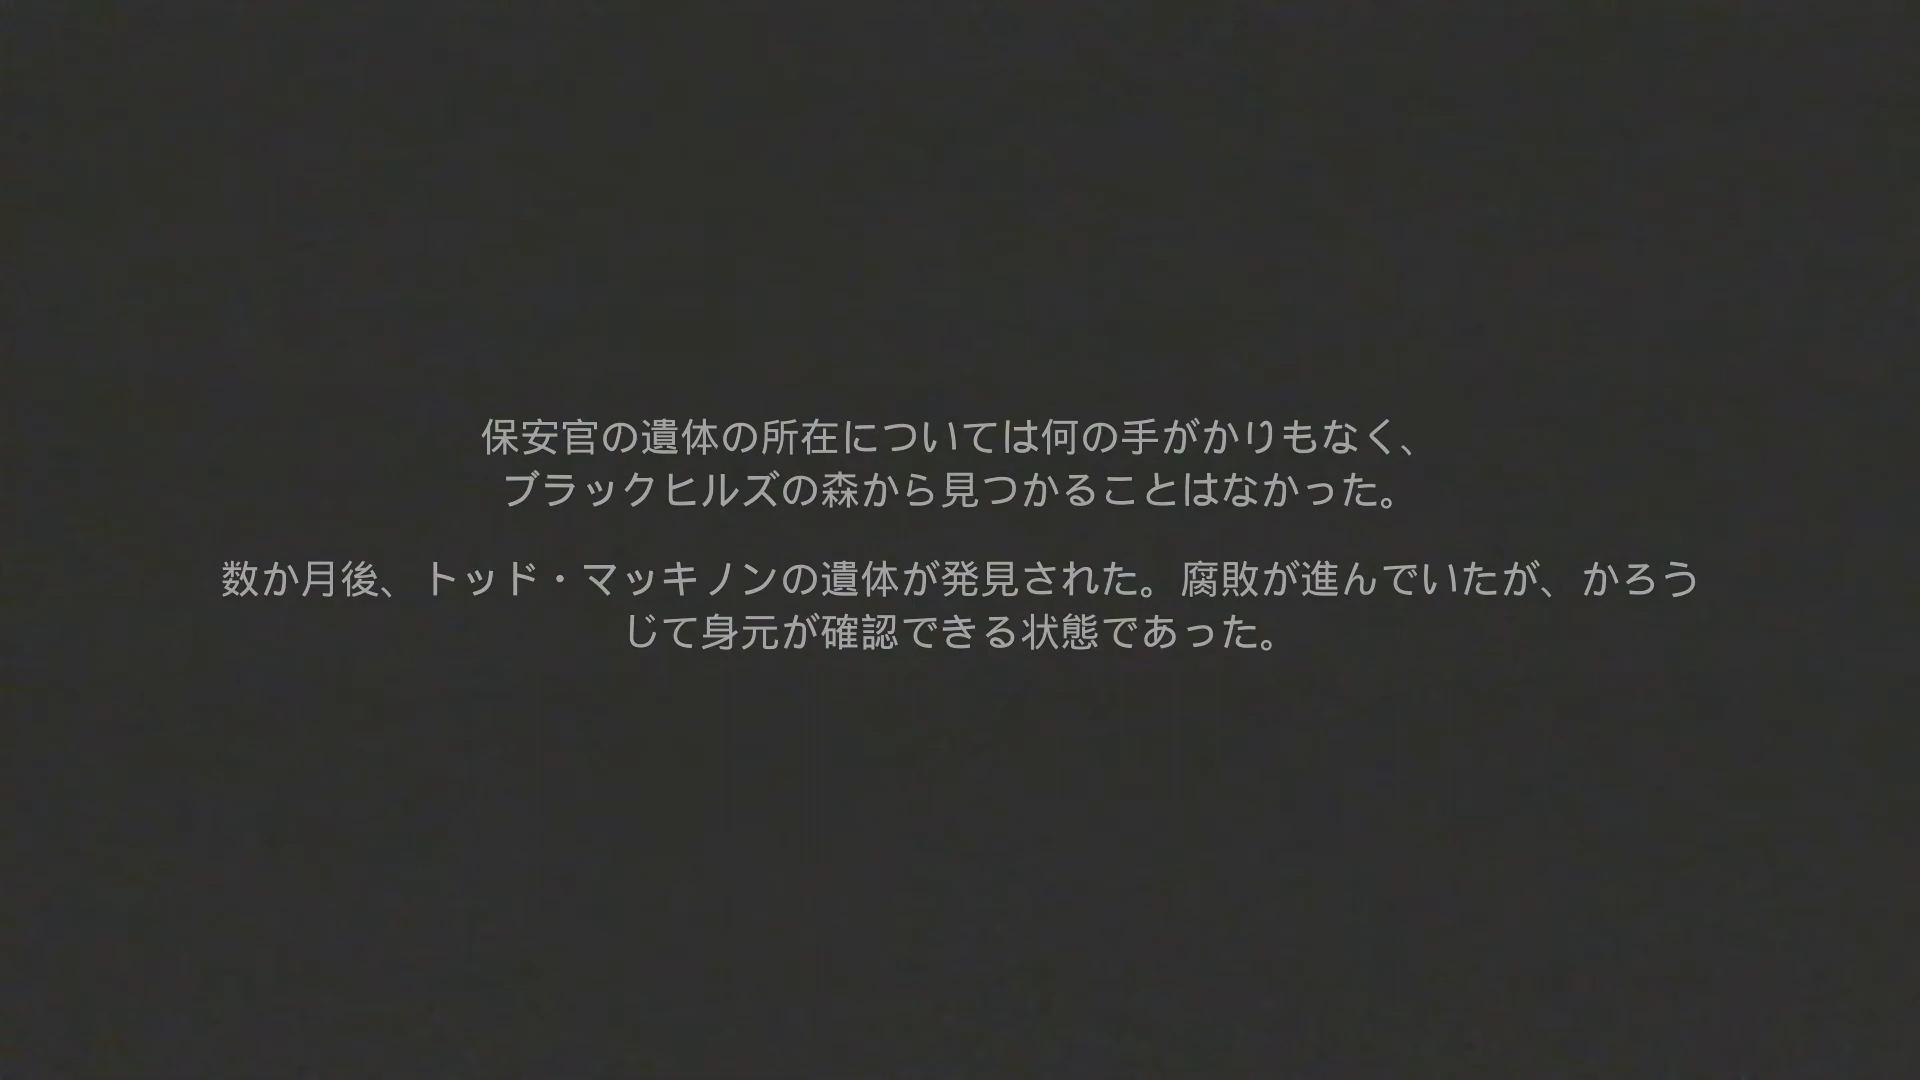 保安官の遺体の所在については何の手がかりもなく、
ブラックヒルズの森から見つかることはなかった。
数か月後、トッド・マッキノンの遺体が発見された。腐敗が進んでいたが、かろう
じて身元が確認できる状態であった。